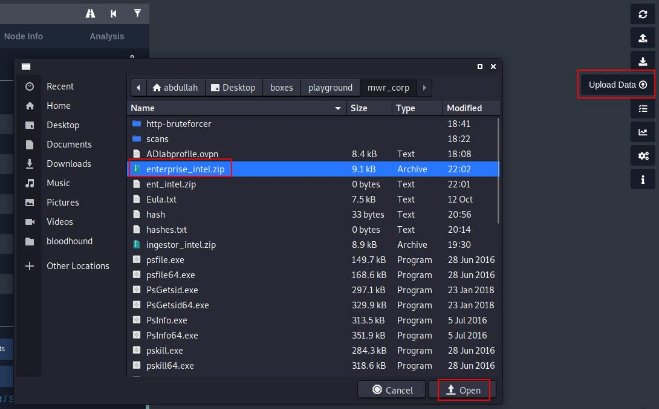 Node Info Analysis
Upload Data
abdullah Desktop boxes playground mwr_corp
Recent
Home
Desktop
Documents
Downloads
Music
Pictures
Videos
bloodhound
Other Locations
Name Size Type Modified
http-bruteforcer 18:41
scans 18:22
ADlabprofile.ovpn 8.4 kB Text 18:08
enterprise_intel.zip 9.1 kB Archive 22:02
ent_intel.zip 0 bytes Text 22:01
Eula.txt 7.5 kB Text 12 Oct
hash 33 bytes Text 20:56
hashes.txt 0 bytes Text 20:14
ingestor_intel.zip 8.9 kB Archive 19:30
psfile.exe 149.7 kB Program 28 Jun 2016
psfile64.exe 168.6 kB Program 28 Jun 2016
PsGetsid.exe 297.1 kB Program 23 Jan 2018
PsGetsid64.exe 329.9 kB Program 23 Jan 2018
PsInfo.exe 313.5 kB Program 5 Jul 2016
PsInfo64.exe 351.9 kB Program 5 Jul 2016
pskill.exe 284.3 kB Program 28 Jun 2016
pskill64.exe 318.6 kB Program 28 Jun 2016
Cancel Open